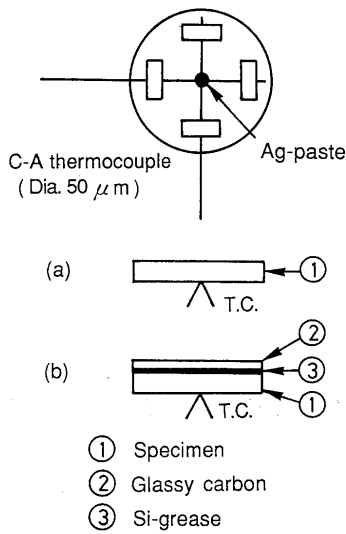 Ag-paste
C-A thermocouple
( Dia. 50 μm )
(a)
①
T.C.
②
(b)
③
T.C.
①
① Specimen
② Glassy carbon
③ Si-grease